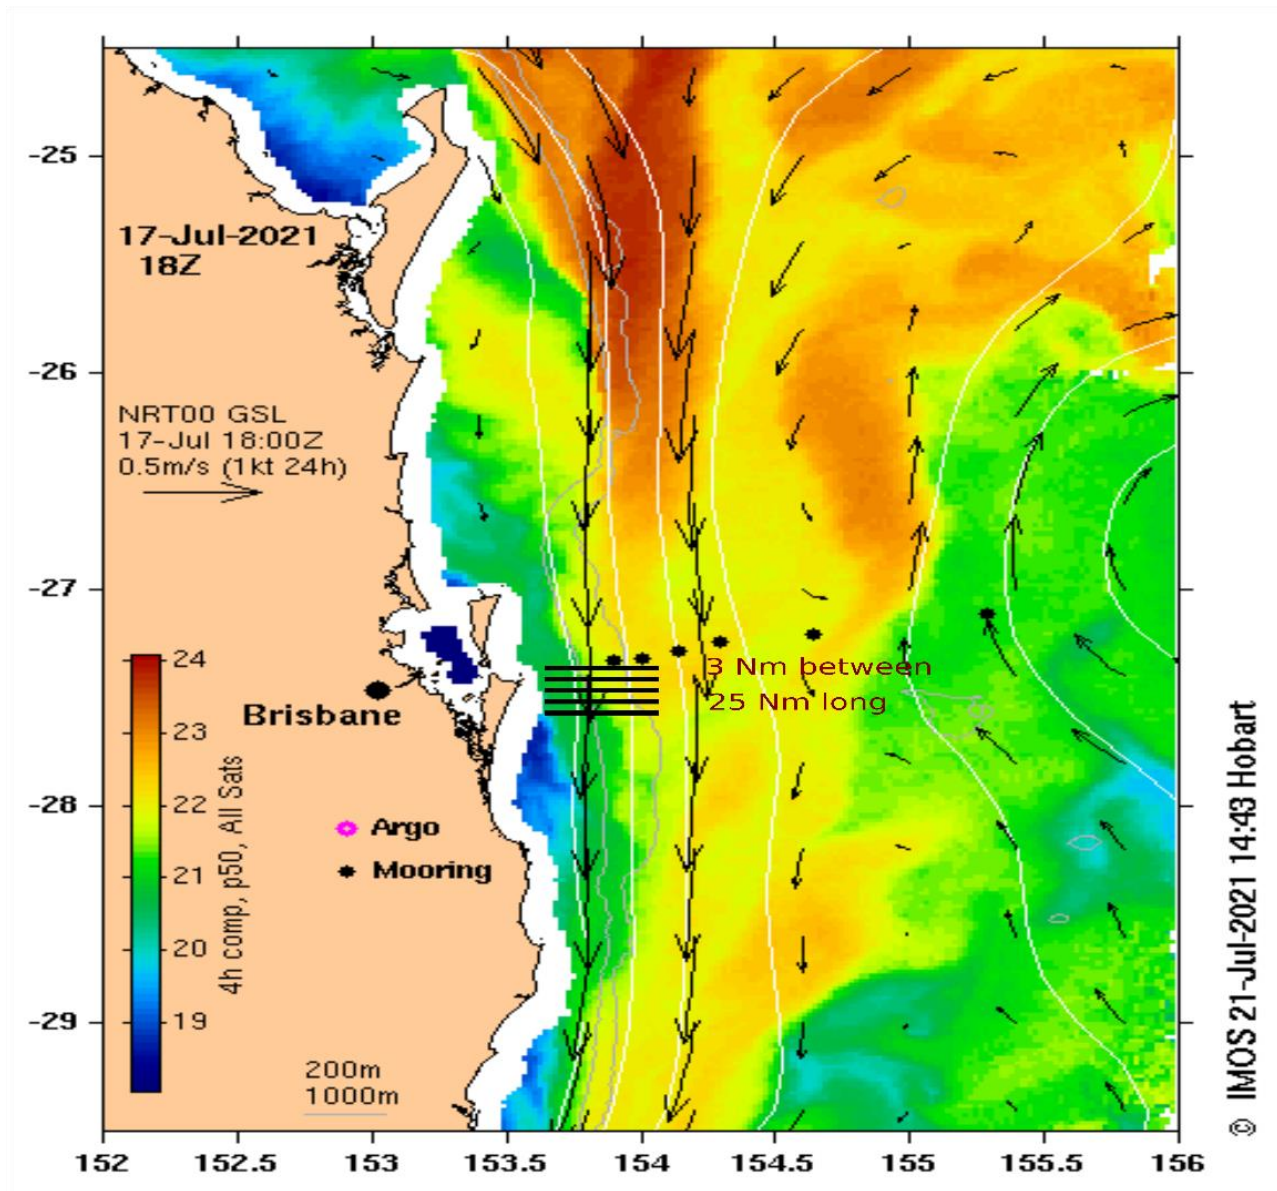 -25
17-Jul-2021
18Z
-26
NRT00 GSL
17-Jul 18:00Z
0.5m/s (1kt 24h)
-27
3 Nm between
25 Nm long
24
Brisbane
23
-28
22
Argo
21
Mooring
20
19
4h comp, p50, All Sats
-29
200m
1000m
152 152.5 153 153.5 154 154.5 155 155.5 156
© IMOS 21-Jul-2021 14:43 Hobart